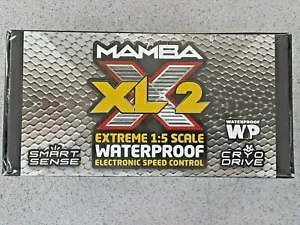 MAMBA
X
XL 2
EXTREME 1:5 SCALE
WATERPROOF
ELECTRONIC SPEED CONTROL
SMART
SENSE
WATERPROOF
WP
CRYO
DRIVE